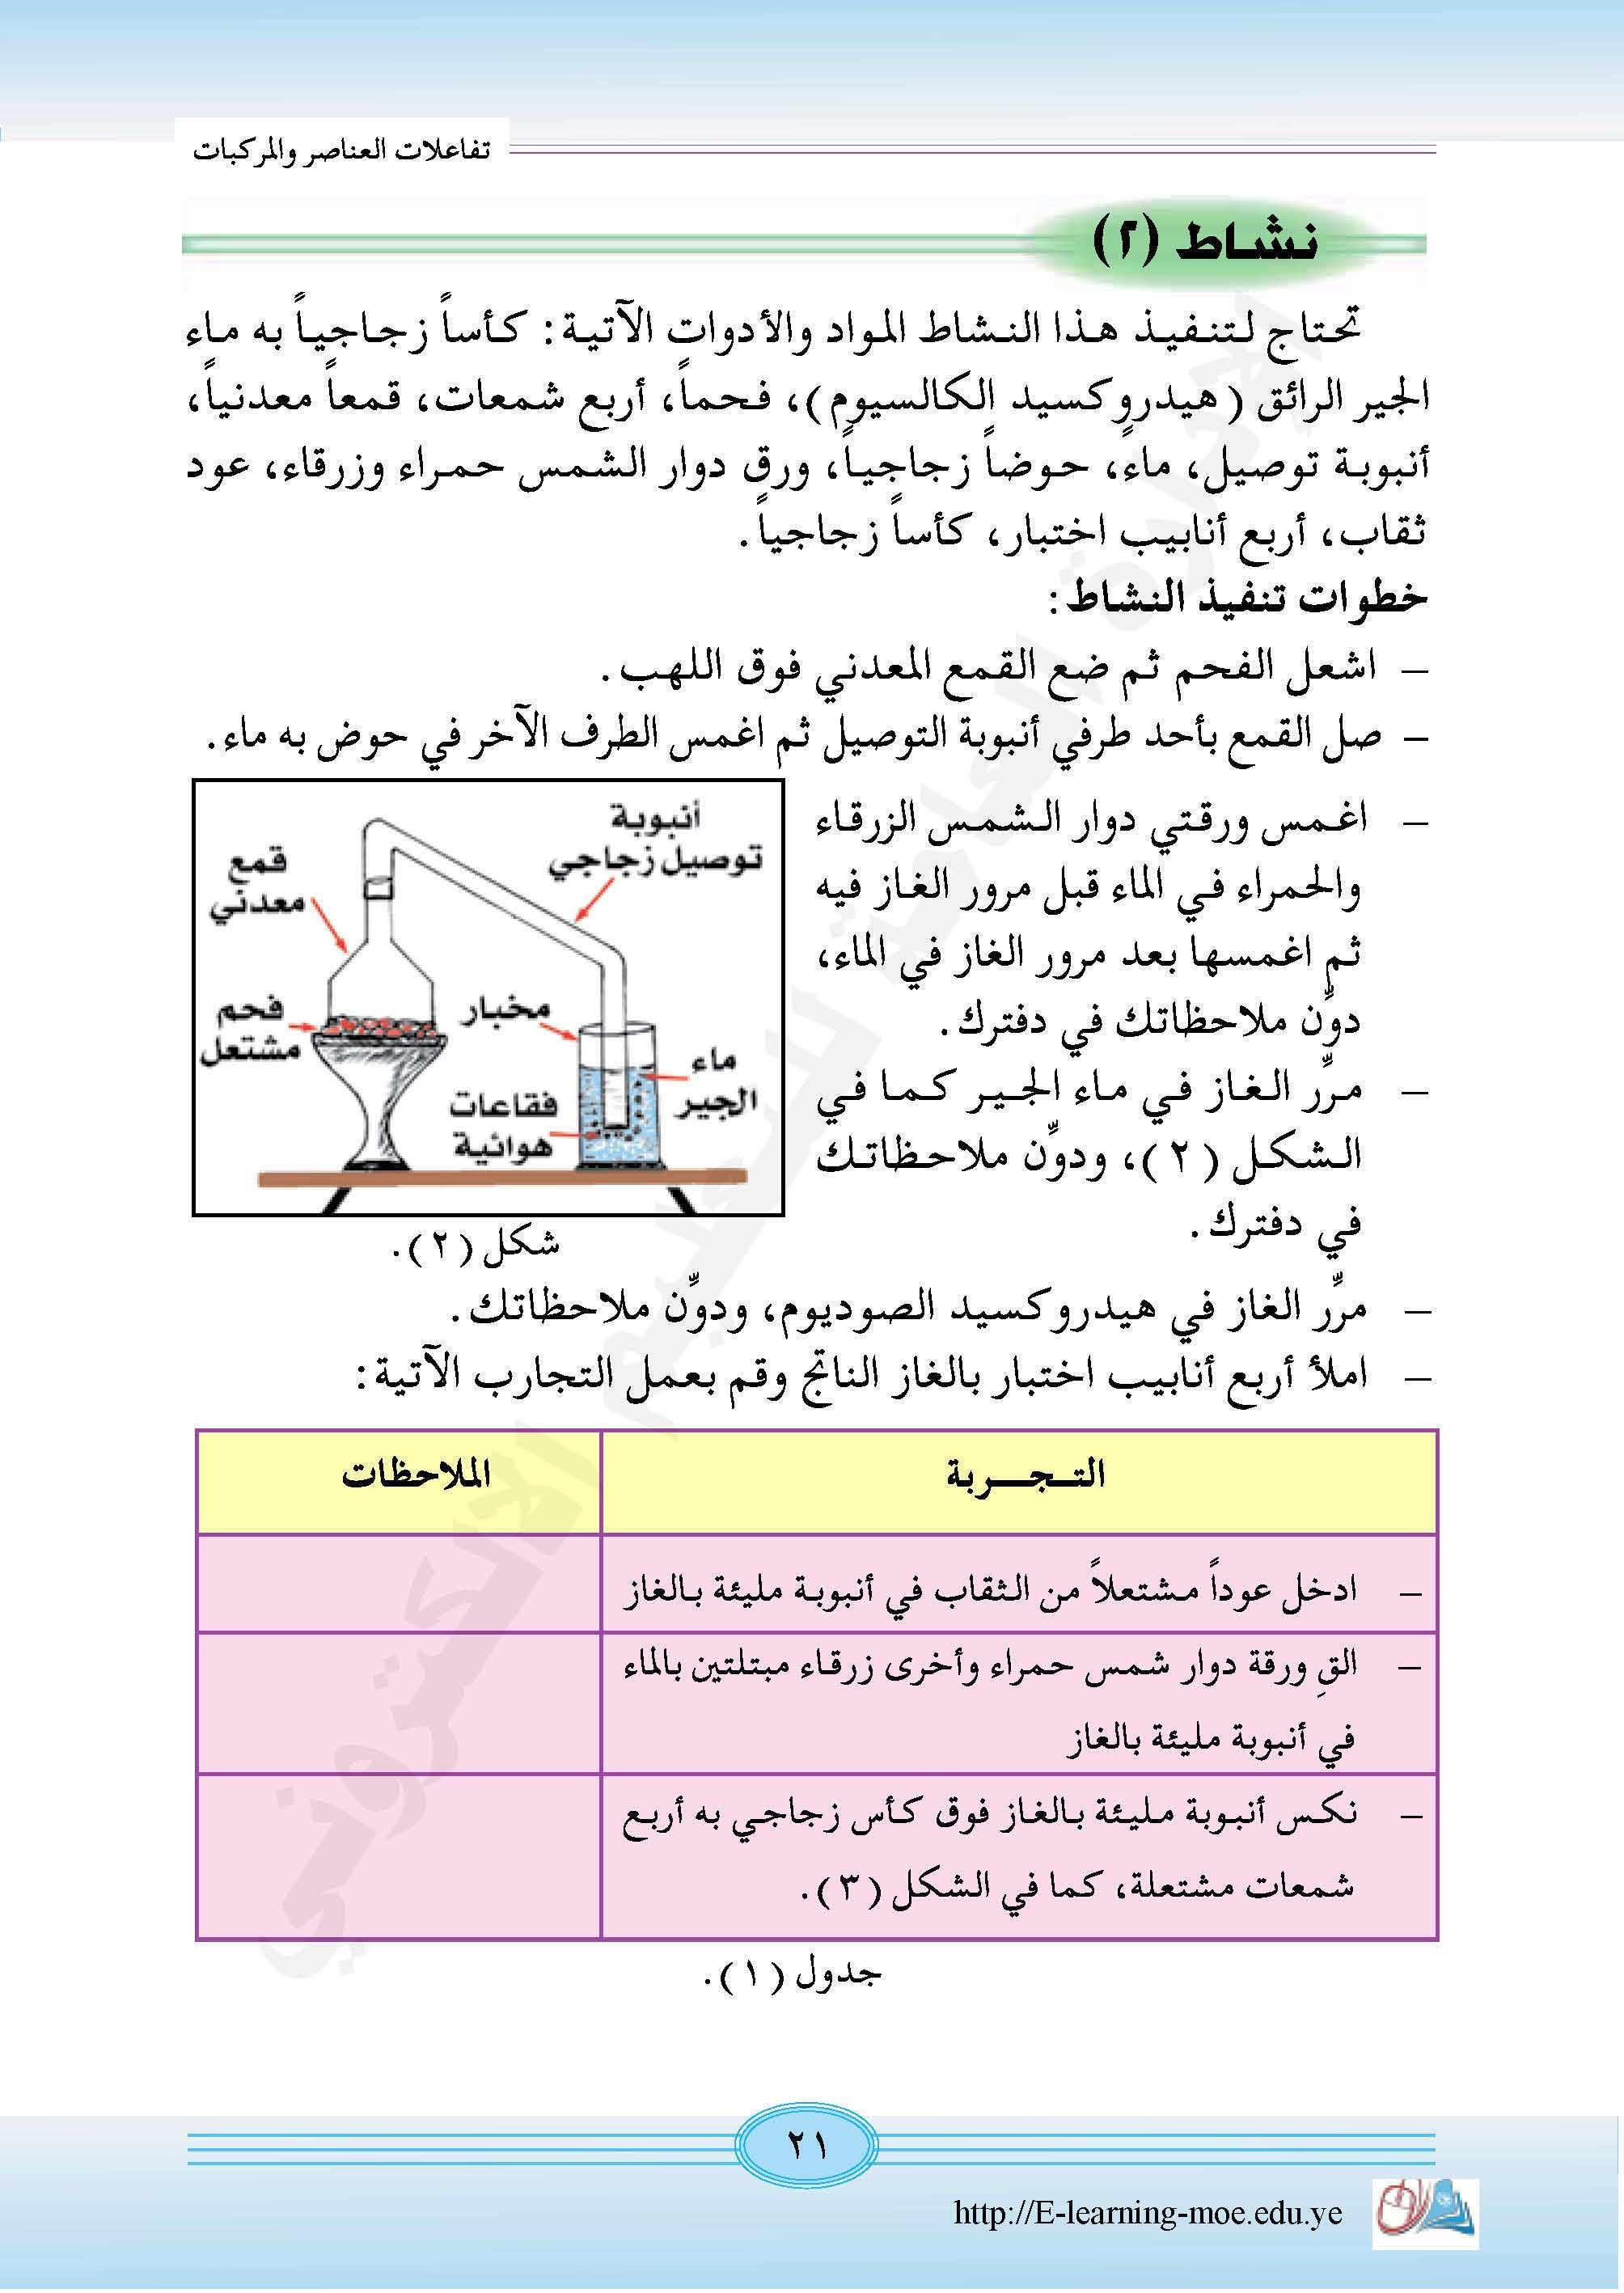 تفاعلات العناصر والمركبات
نشاط (٢)
تحتاج لتنفيذ هذا النشاط المواد والأدوات الآتية: كأساً زجاجياً به ماء
الجير الرائق (هيدروكسيد الكالسيوم)، فحماً، أربع شمعات، قمعاً معدنياً،
أنبوبة توصيل، ماءً، حوضاً زجاجياً، ورق دوار الشمس حمراء وزرقاء، عود
ثقاب، أربع أنابيب اختبار، كأساً زجاجياً.
خطوات تنفيذ النشاط:
– اشعل الفحم ثم ضع القمع المعدني فوق اللهب.
– صل القمع بأحد طرفي أنبوبة التوصيل ثم اغمس الطرف الآخر في حوض به ماء.
– اغمس ورقتي دوار الشمس الزرقاء
والحمراء في الماء قبل مرور الغاز فيه
ثم اغمسها بعد مرور الغاز في الماء،
دوِّن ملاحظاتك في دفترك.
– مرِّر الغاز في ماء الجير كما في
الشكل (٢)، ودوِّن ملاحظاتك
في دفترك.
أنبوبة
توصيل زجاجي
قمع
معدني
فحم
مشتعل
مخبار
ماء
الجير
فقاعات
هوائية
شكل (٢).
– مرِّر الغاز في هيدروكسيد الصوديوم، ودوِّن ملاحظاتك.
– املأ أربع أنابيب اختبار بالغاز الناتج وقم بعمل التجارب الآتية:
التـجـــربة
الملاحظات
– ادخل عوداً مشتعلاً من الثقاب في أنبوبة مليئة بالغاز
– القِ ورقة دوار شمس حمراء وأخرى زرقاء مبتلتين بالماء
في أنبوبة مليئة بالغاز
– نكس أنبوبة مليئة بالغاز فوق كأس زجاجي به أربع
شمعات مشتعلة، كما في الشكل (٣).
جدول (١).
٢١
http://E-learning-moe.edu.ye
الإدارة العامة للتعليم الالكتروني